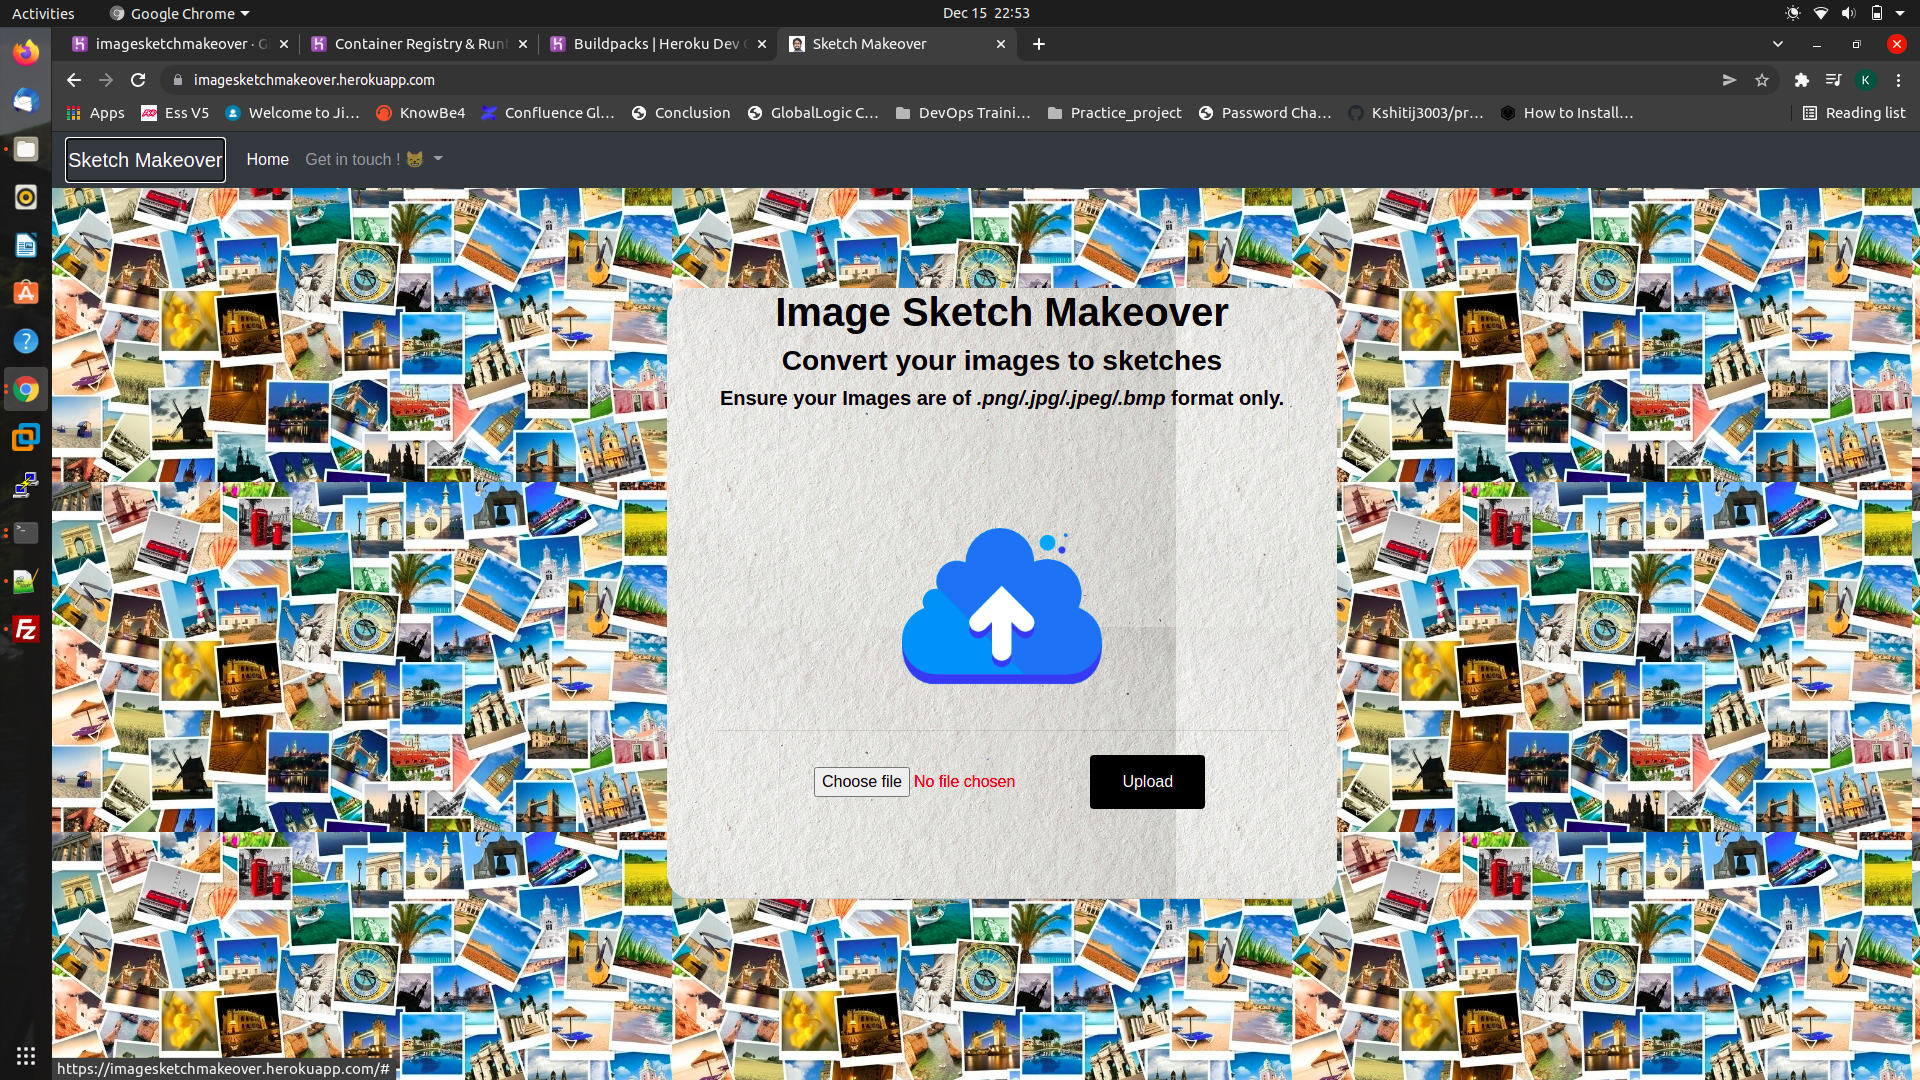 Activities
Google Chrome
Dec 15 22:53
imagesketchmakeover · G
Container Registry & Runt
Buildpacks | Heroku Dev C
Sketch Makeover
imagesketchmakeover.herokuapp.com
K
Apps
Ess V5
Welcome to Ji...
KnowBe4
Confluence Gl...
Conclusion
GlobalLogic C...
DevOps Traini...
Practice_project
Password Cha...
Kshitij3003/pr...
How to Install...
Reading list
Sketch Makeover
Home
Get in touch !
Image Sketch Makeover
Convert your images to sketches
Ensure your Images are of .png/.jpg/.jpeg/.bmp format only.
Choose file
No file chosen
Upload
https://imagesketchmakeover.herokuapp.com/#